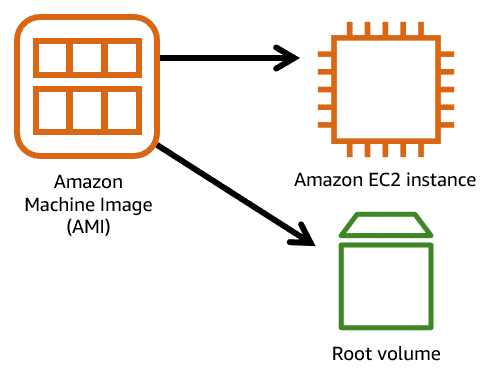 Amazon
Machine Image
(AMI)
Amazon EC2 instance
Root volume